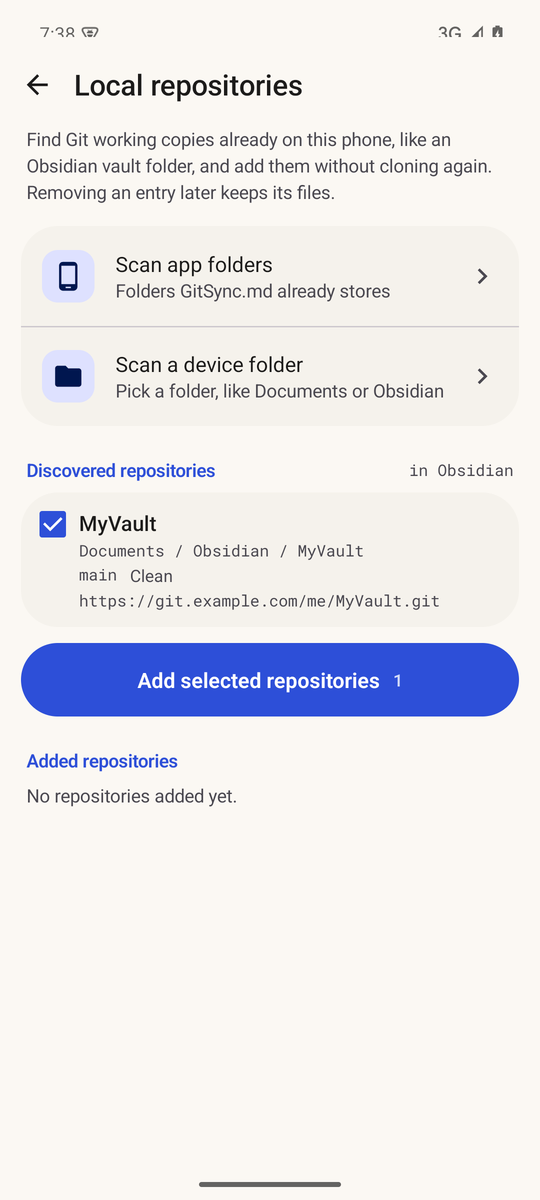 7:38
3G
Local repositories
Find Git working copies already on this phone, like an
Obsidian vault folder, and add them without cloning again.
Removing an entry later keeps its files.
Scan app folders
Folders GitSync.md already stores
Scan a device folder
Pick a folder, like Documents or Obsidian
Discovered repositories
in Obsidian
MyVault
Documents / Obsidian / MyVault
main Clean
https://git.example.com/me/MyVault.git
Add selected repositories 1
Added repositories
No repositories added yet.